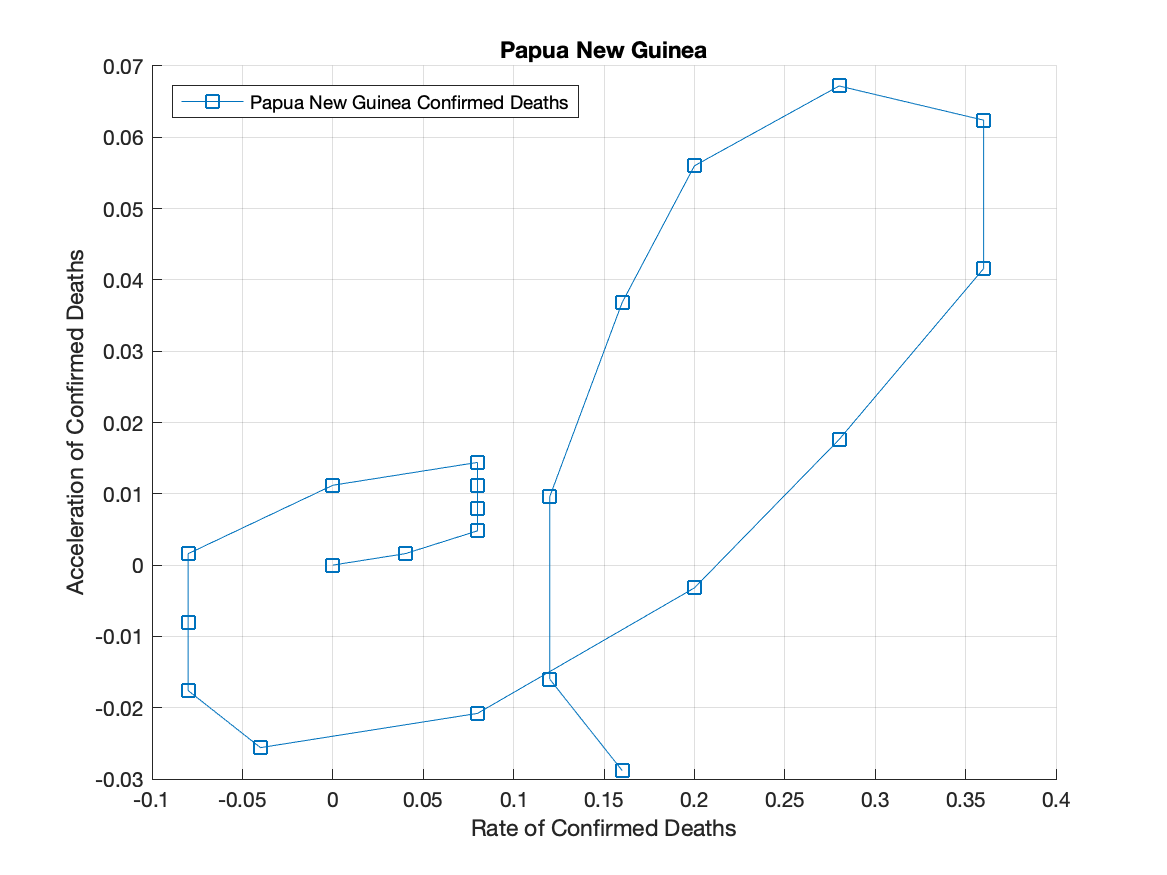 Papua New Guinea
Papua New Guinea Confirmed Deaths
Acceleration of Confirmed Deaths
0.07
0.06
0.05
0.04
0.03
0.02
0.01
0
-0.01
-0.02
-0.03
-0.1 -0.05 0 0.05 0.1 0.15 0.2 0.25 0.3 0.35 0.4
Rate of Confirmed Deaths